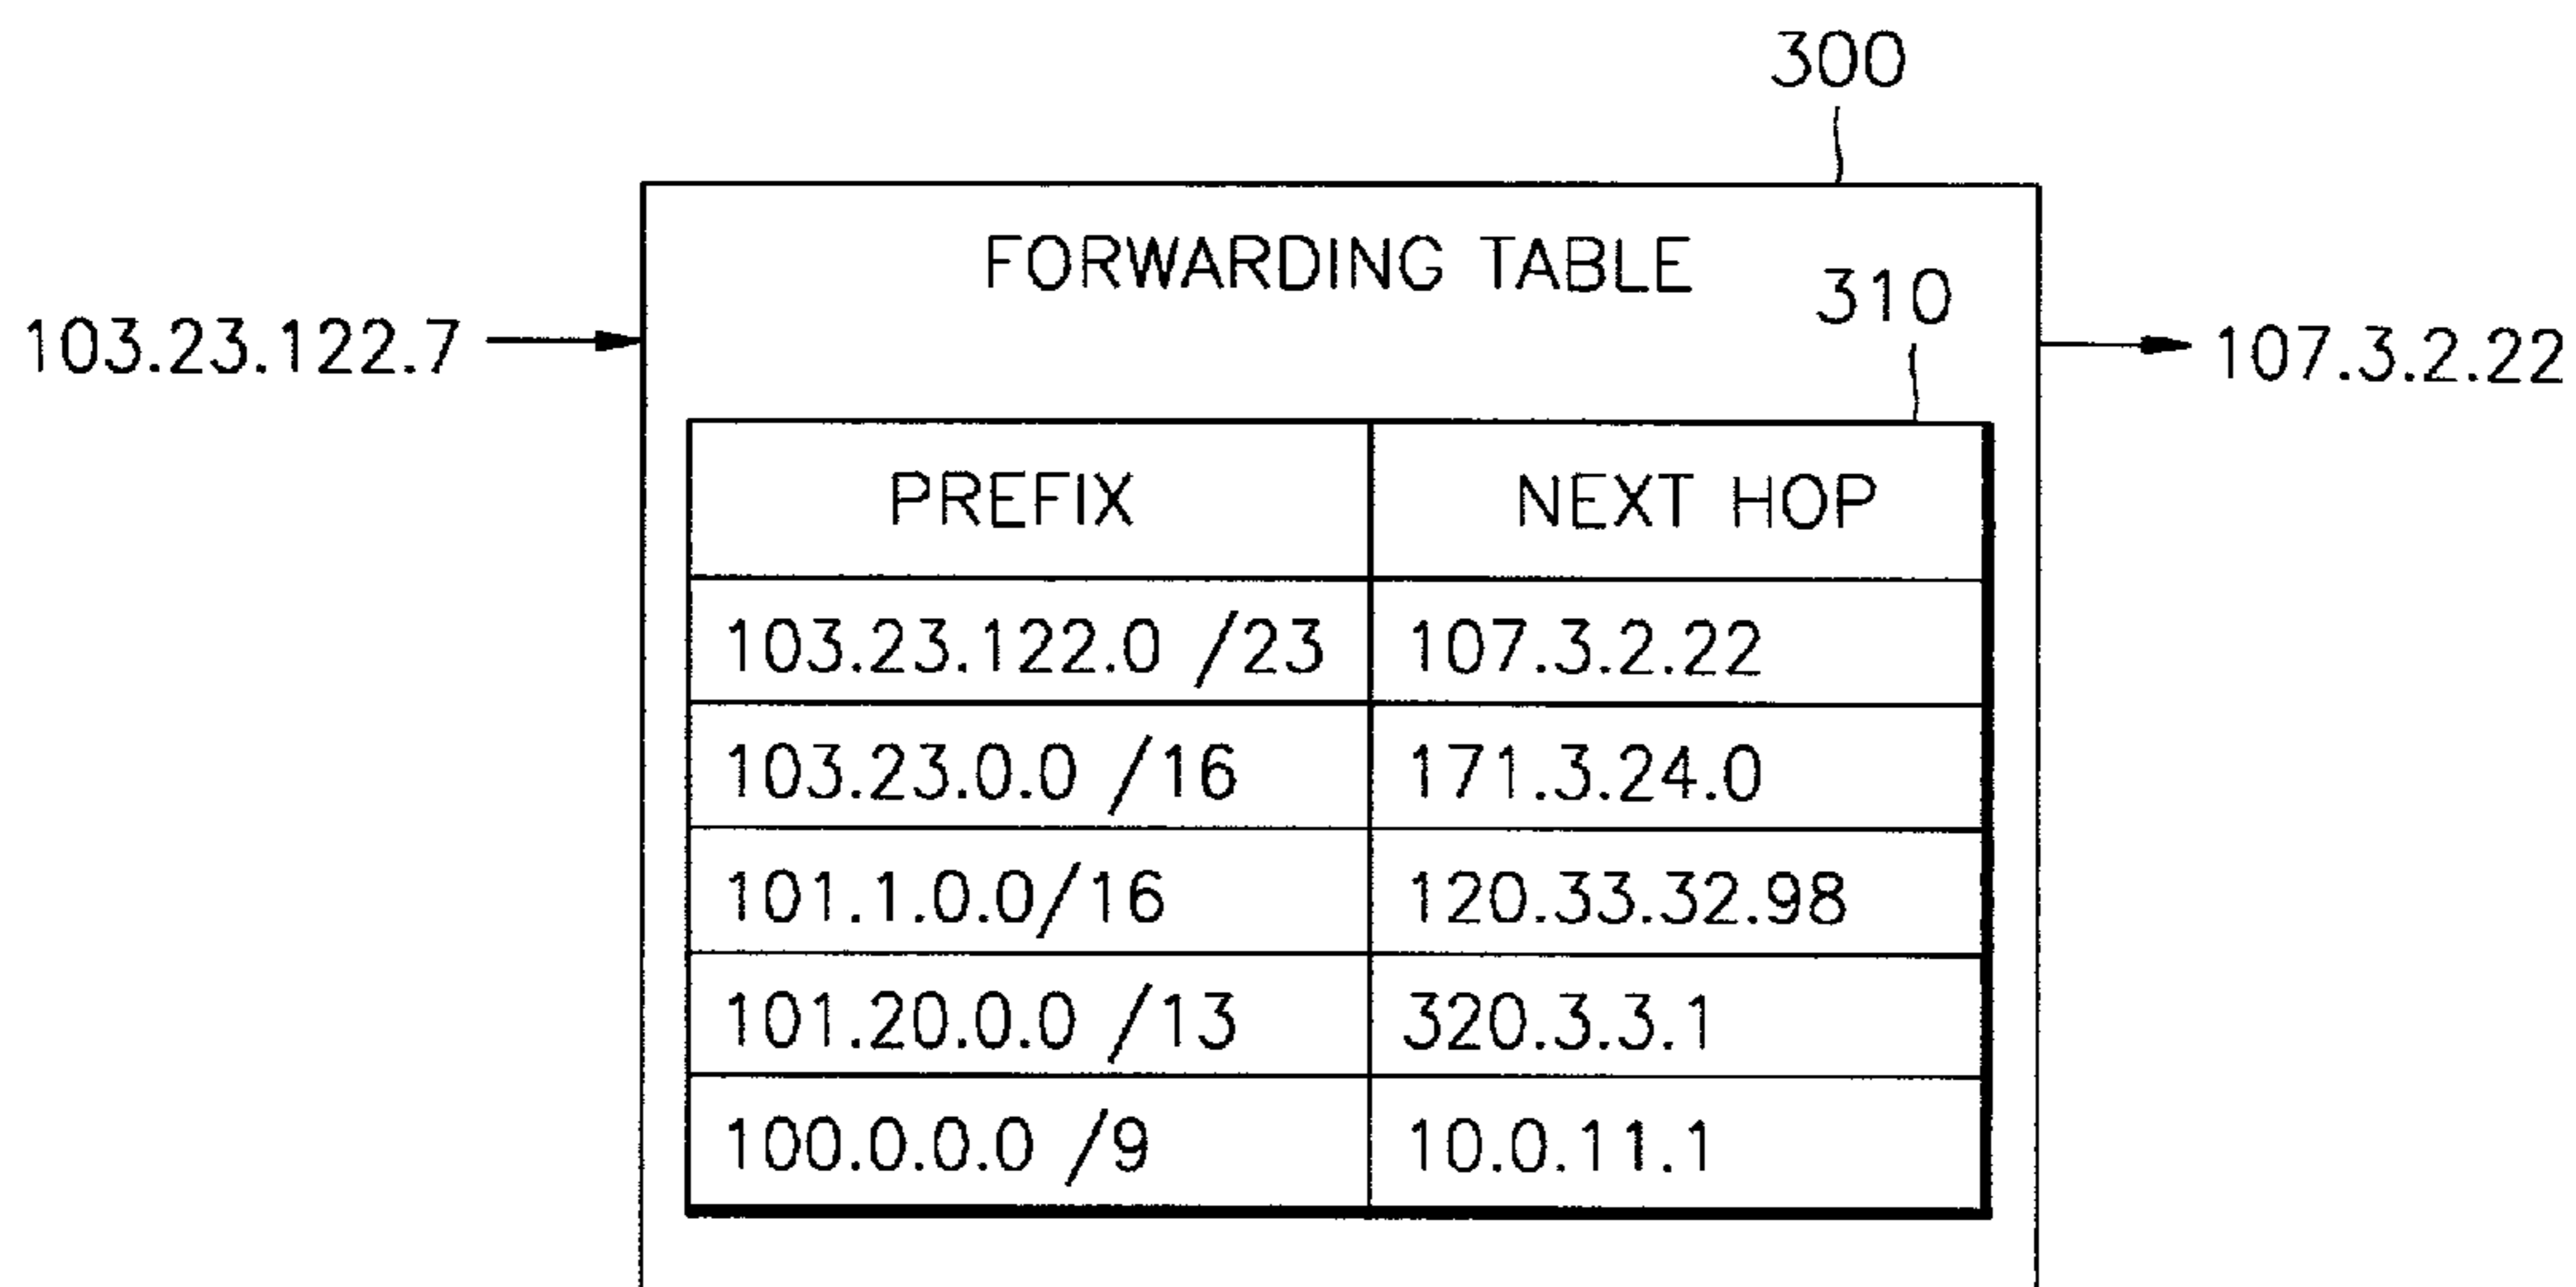 300
FORWARDING TABLE
310
103.23.122.7
107.3.2.22
PREFIX NEXT HOP
103.23.122.0 /23 107.3.2.22
103.23.0.0 /16 171.3.24.0
101.1.0.0/16 120.33.32.98
101.20.0.0 /13 320.3.3.1
100.0.0.0 /9 10.0.11.1